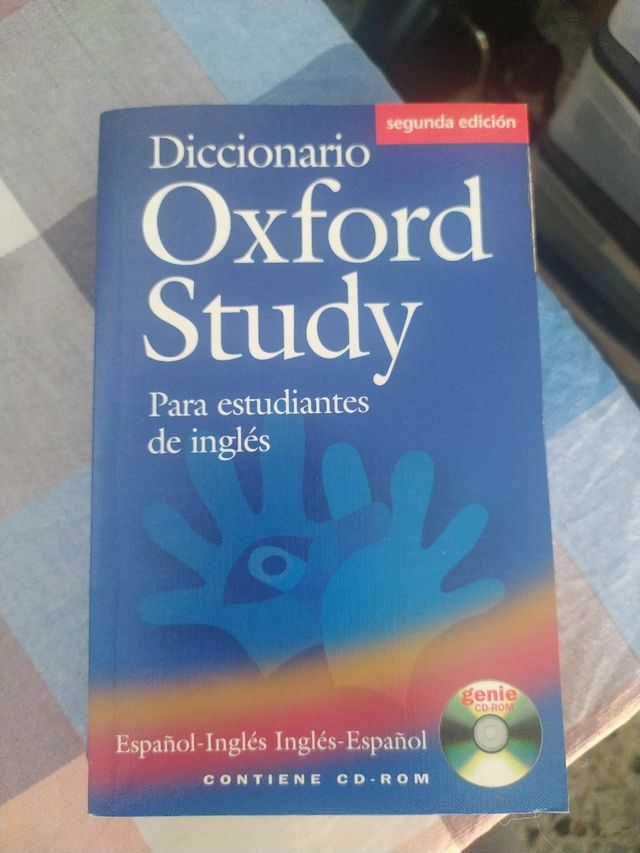 segunda edición
Diccionario
Oxford
Study
Para estudiantes
de inglés
genie
CD-ROM
Español-Inglés Inglés-Español
CONTIENE CD-ROM